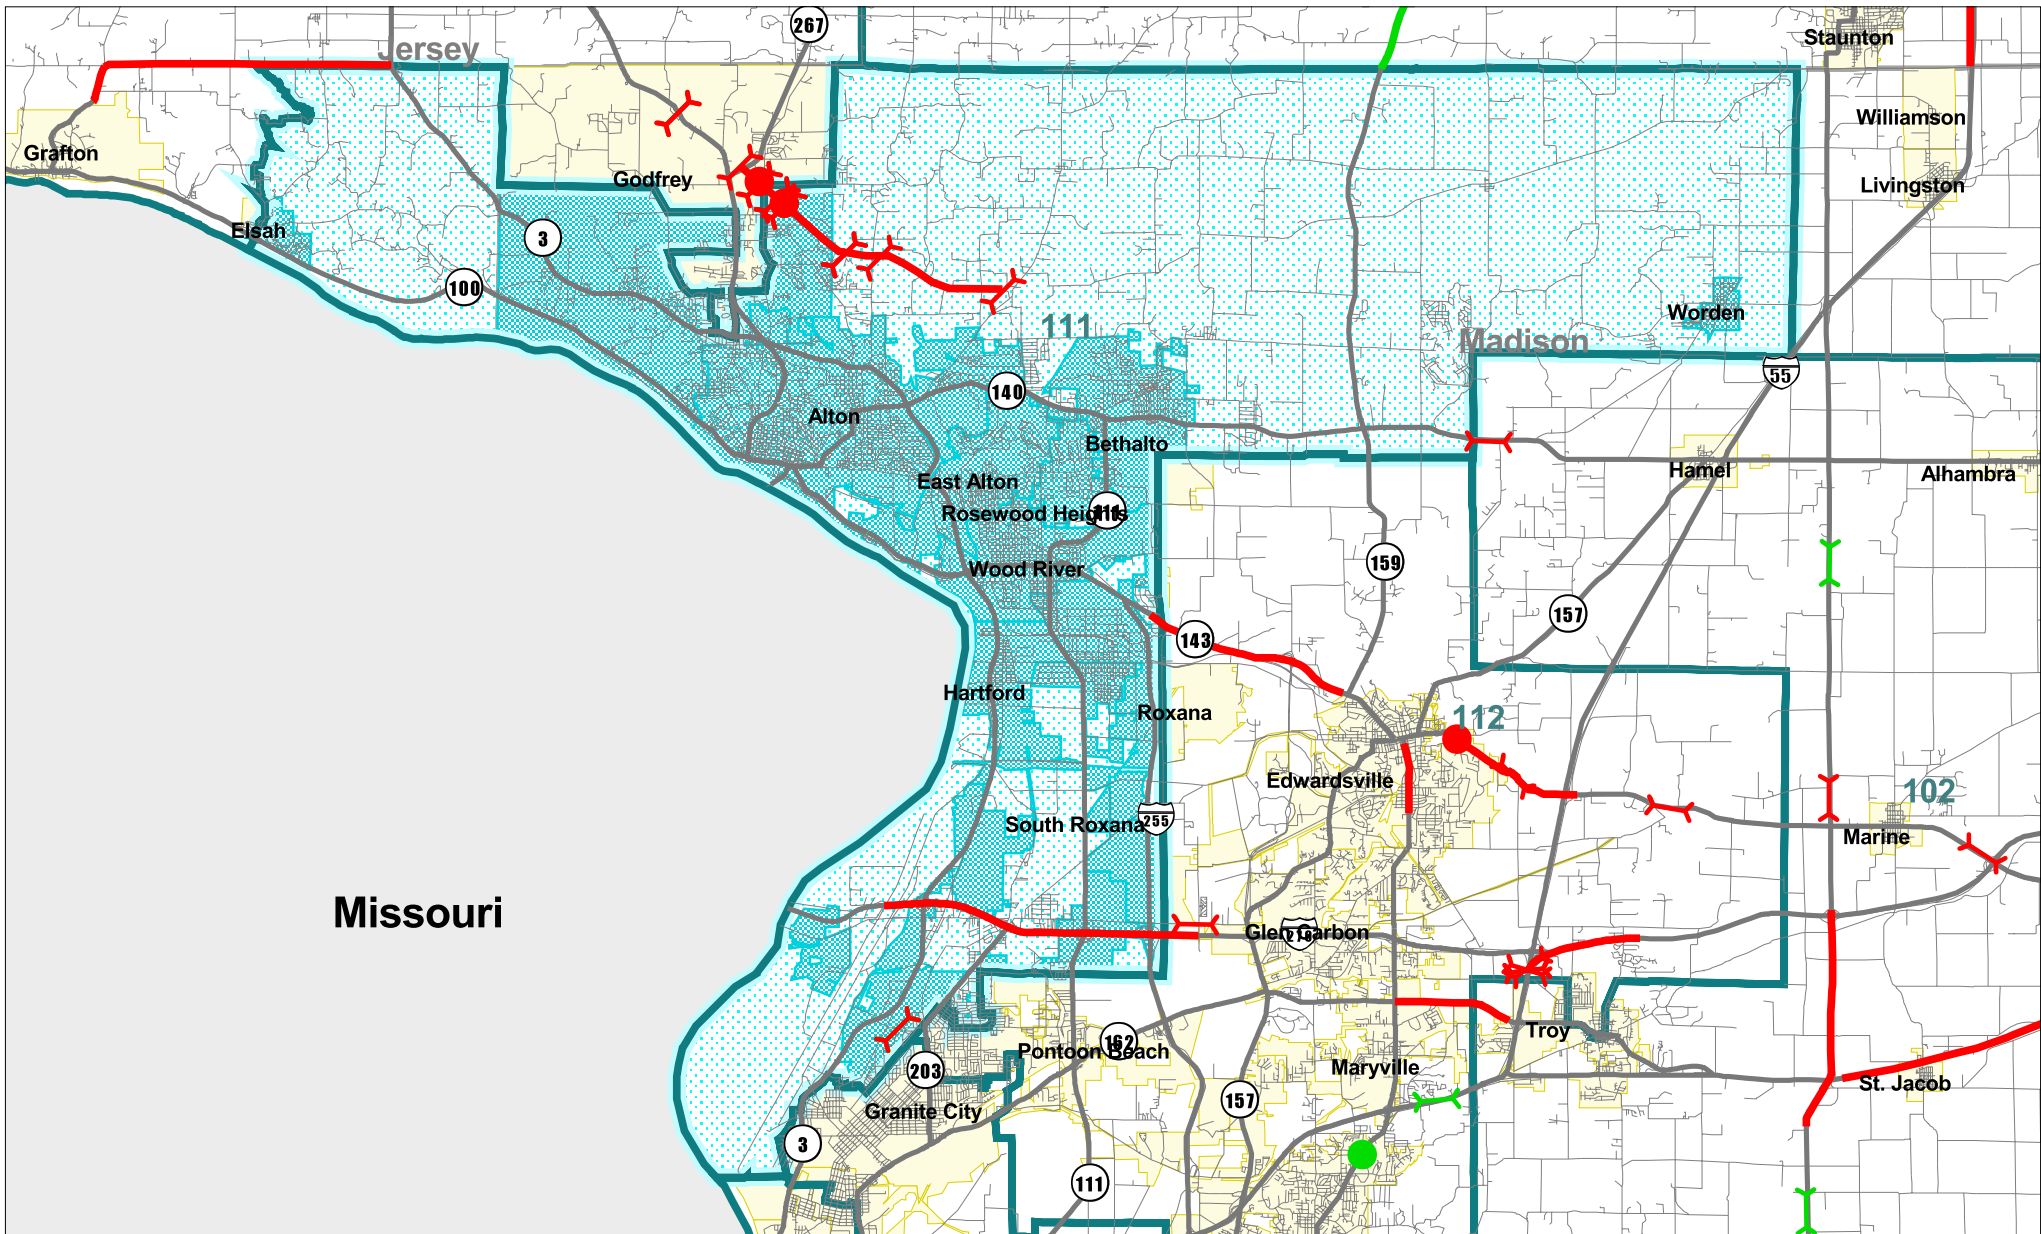 267
Staunton
Jersey
Williamson
Grafton
Godfrey
Livingston
Elsah
3
100
Worden
111
Madison
55
140
Alton
Bethalto
Hamel
Alhambra
East Alton
Rosewood Heights
111
159
Wood River
157
143
Hartford
Roxana
112
Edwardsville
102
South Roxana
255
Marine
Missouri
Glen Carbon
270
Troy
162
Pontoon Beach
203
Maryville
St. Jacob
157
Granite City
3
111